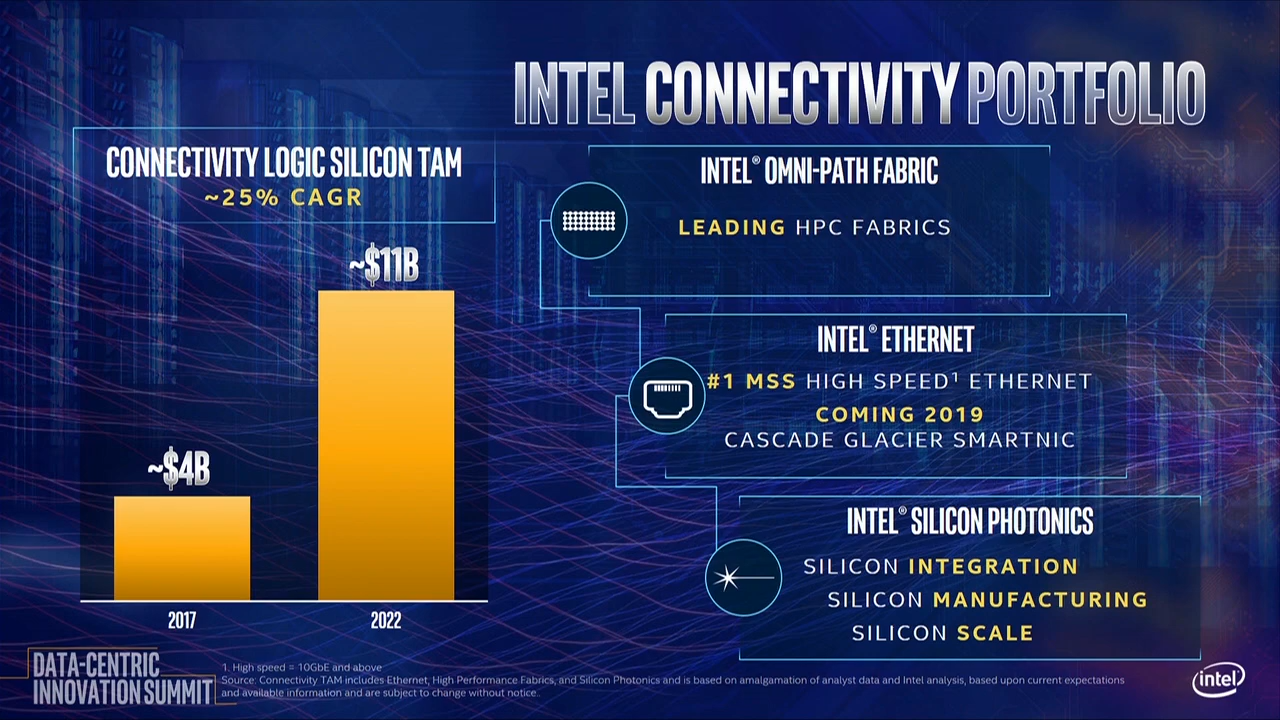 INTEL CONNECTIVITY PORTFOLIO
CONNECTIVITY LOGIC SILICON TAM
~25% CAGR
~$11B
~$4B
2017
2022
INTEL® OMNI-PATH FABRIC
LEADING HPC FABRICS
INTEL® ETHERNET
#1 MSS HIGH SPEED¹ ETHERNET
COMING 2019
CASCADE GLACIER SMARTNIC
INTEL® SILICON PHOTONICS
SILICON INTEGRATION
SILICON MANUFACTURING
SILICON SCALE
DATA-CENTRIC
INNOVATION SUMMIT
1. High speed = 10GbE and above
Source: Connectivity TAM includes Ethernet, High Performance Fabrics, and Silicon Photonics and is based on amalgamation of analyst data and Intel analysis, based upon current expectations
and available information and are subject to change without notice.
intel